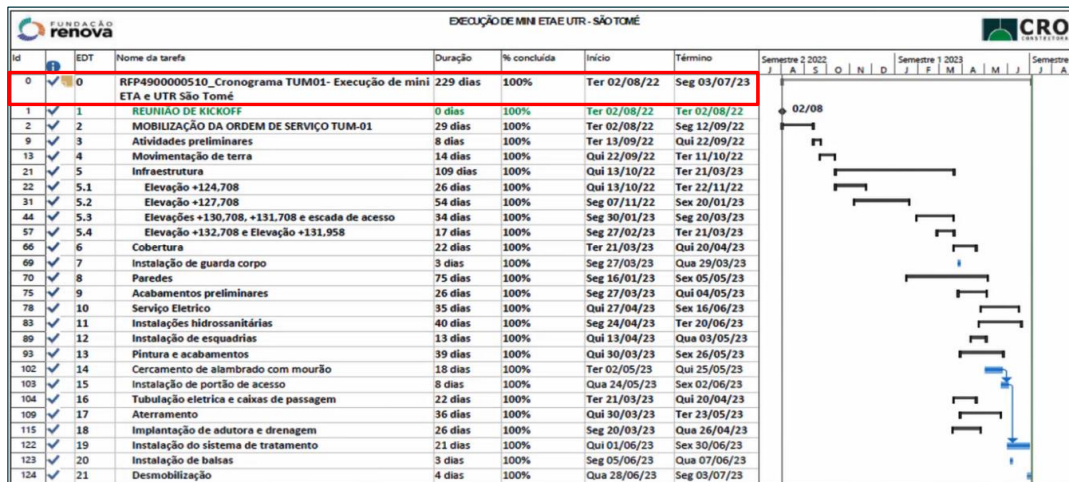 FUNDAÇÃO
renova
EXECUÇÃO DE MINI ETA E UTR - SÃO TOMÉ
CRO
CONSTRUTORA
Id EDT Nome da tarefa Duração % concluída Início Término Semestre 2 2022 Semestre 1 2023 Semestre
J A S O N D J F M A M J J A
0 0 RFP4900000510_Cronograma TUM01- Execução de mini 229 dias 100% Ter 02/08/22 Seg 03/07/23
ETA e UTR São Tomé
1 1 REUNIÃO DE KICKOFF 0 dias 100% Ter 02/08/22 Ter 02/08/22 02/08
2 2 MOBILIZAÇÃO DA ORDEM DE SERVIÇO TUM-01 29 dias 100% Ter 02/08/22 Seg 12/09/22
9 3 Atividades preliminares 8 dias 100% Ter 13/09/22 Qui 22/09/22
13 4 Movimentação de terra 14 dias 100% Qui 22/09/22 Ter 11/10/22
21 5 Infraestrutura 109 dias 100% Qui 13/10/22 Ter 21/03/23
22 5.1 Elevação +124,708 26 dias 100% Qui 13/10/22 Ter 22/11/22
31 5.2 Elevação +127,708 54 dias 100% Seg 07/11/22 Sex 20/01/23
44 5.3 Elevações +130,708, +131,708 e escada de acesso 34 dias 100% Seg 30/01/23 Seg 20/03/23
57 5.4 Elevação +132,708 e Elevação +131,958 17 dias 100% Seg 27/02/23 Ter 21/03/23
66 6 Cobertura 22 dias 100% Ter 21/03/23 Qui 20/04/23
69 7 Instalação de guarda corpo 3 dias 100% Seg 27/03/23 Qua 29/03/23
70 8 Paredes 75 dias 100% Seg 16/01/23 Sex 05/05/23
75 9 Acabamentos preliminares 26 dias 100% Seg 27/03/23 Qui 04/05/23
78 10 Serviço Eletrico 35 dias 100% Qui 27/04/23 Sex 16/06/23
83 11 Instalações hidrossanitárias 40 dias 100% Seg 24/04/23 Ter 20/06/23
89 12 Instalação de esquadrias 13 dias 100% Qui 13/04/23 Qua 03/05/23
93 13 Pintura e acabamentos 39 dias 100% Qui 30/03/23 Sex 26/05/23
102 14 Cercamento de alambrado com mourão 18 dias 100% Ter 02/05/23 Qui 25/05/23
103 15 Instalação de portão de acesso 8 dias 100% Qua 24/05/23 Sex 02/06/23
104 16 Tubulação eletrica e caixas de passagem 22 dias 100% Ter 21/03/23 Qui 20/04/23
109 17 Aterramento 36 dias 100% Qui 30/03/23 Ter 23/05/23
115 18 Implantação de adutora e drenagem 26 dias 100% Seg 20/03/23 Qua 26/04/23
122 19 Instalação do sistema de tratamento 21 dias 100% Qui 01/06/23 Sex 30/06/23
123 20 Instalação de balsas 3 dias 100% Seg 05/06/23 Qua 07/06/23
124 21 Desmobilização 4 dias 100% Qua 28/06/23 Seg 03/07/23